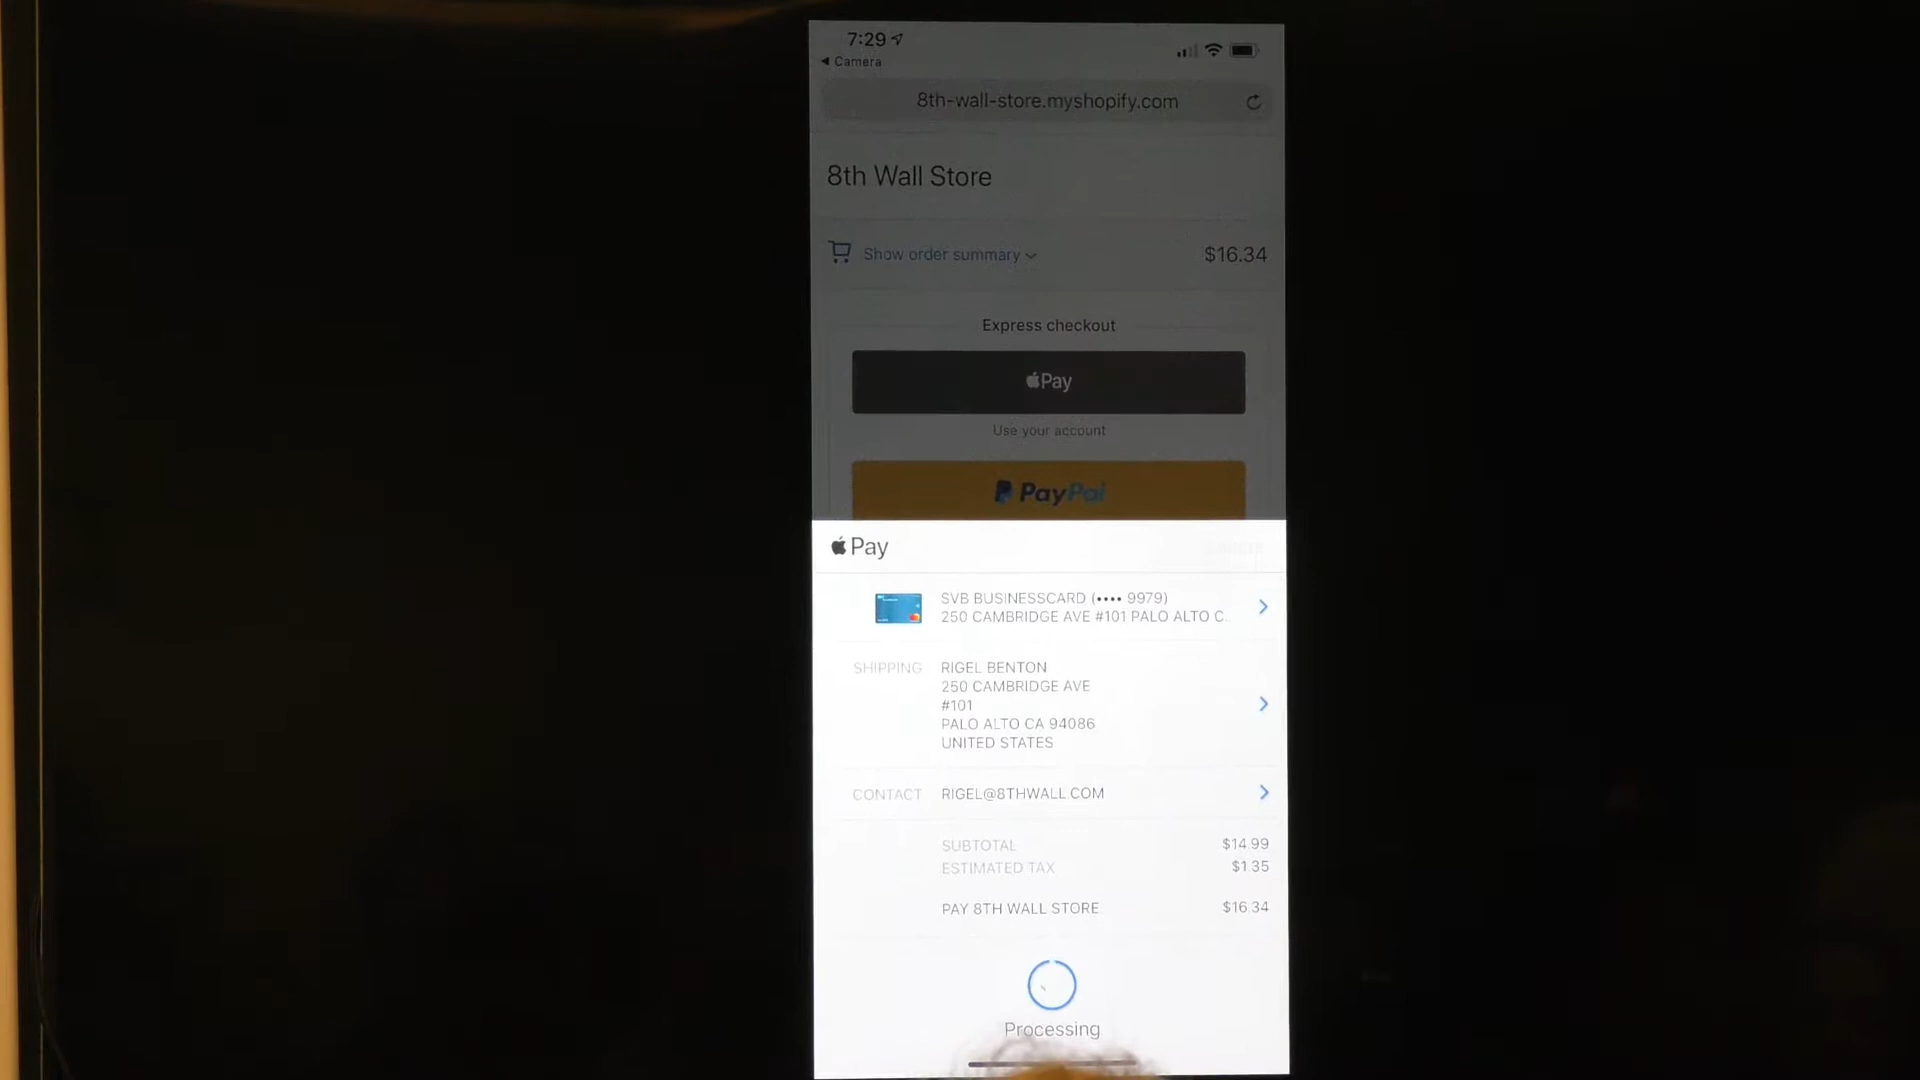 7:29
Camera
8th-wall-store.myshopify.com
8th Wall Store
Show order summary $16.34
Express checkout
Pay
Use your account
PayPal
Pay
SVB BUSINESSCARD (•••• 9979)
250 CAMBRIDGE AVE #101 PALO ALTO C...
SHIPPING RIGEL BENTON
250 CAMBRIDGE AVE
#101
PALO ALTO CA 94086
UNITED STATES
CONTACT RIGEL@8THWALL.COM
SUBTOTAL $14.99
ESTIMATED TAX $1.35
PAY 8TH WALL STORE $16.34
Processing